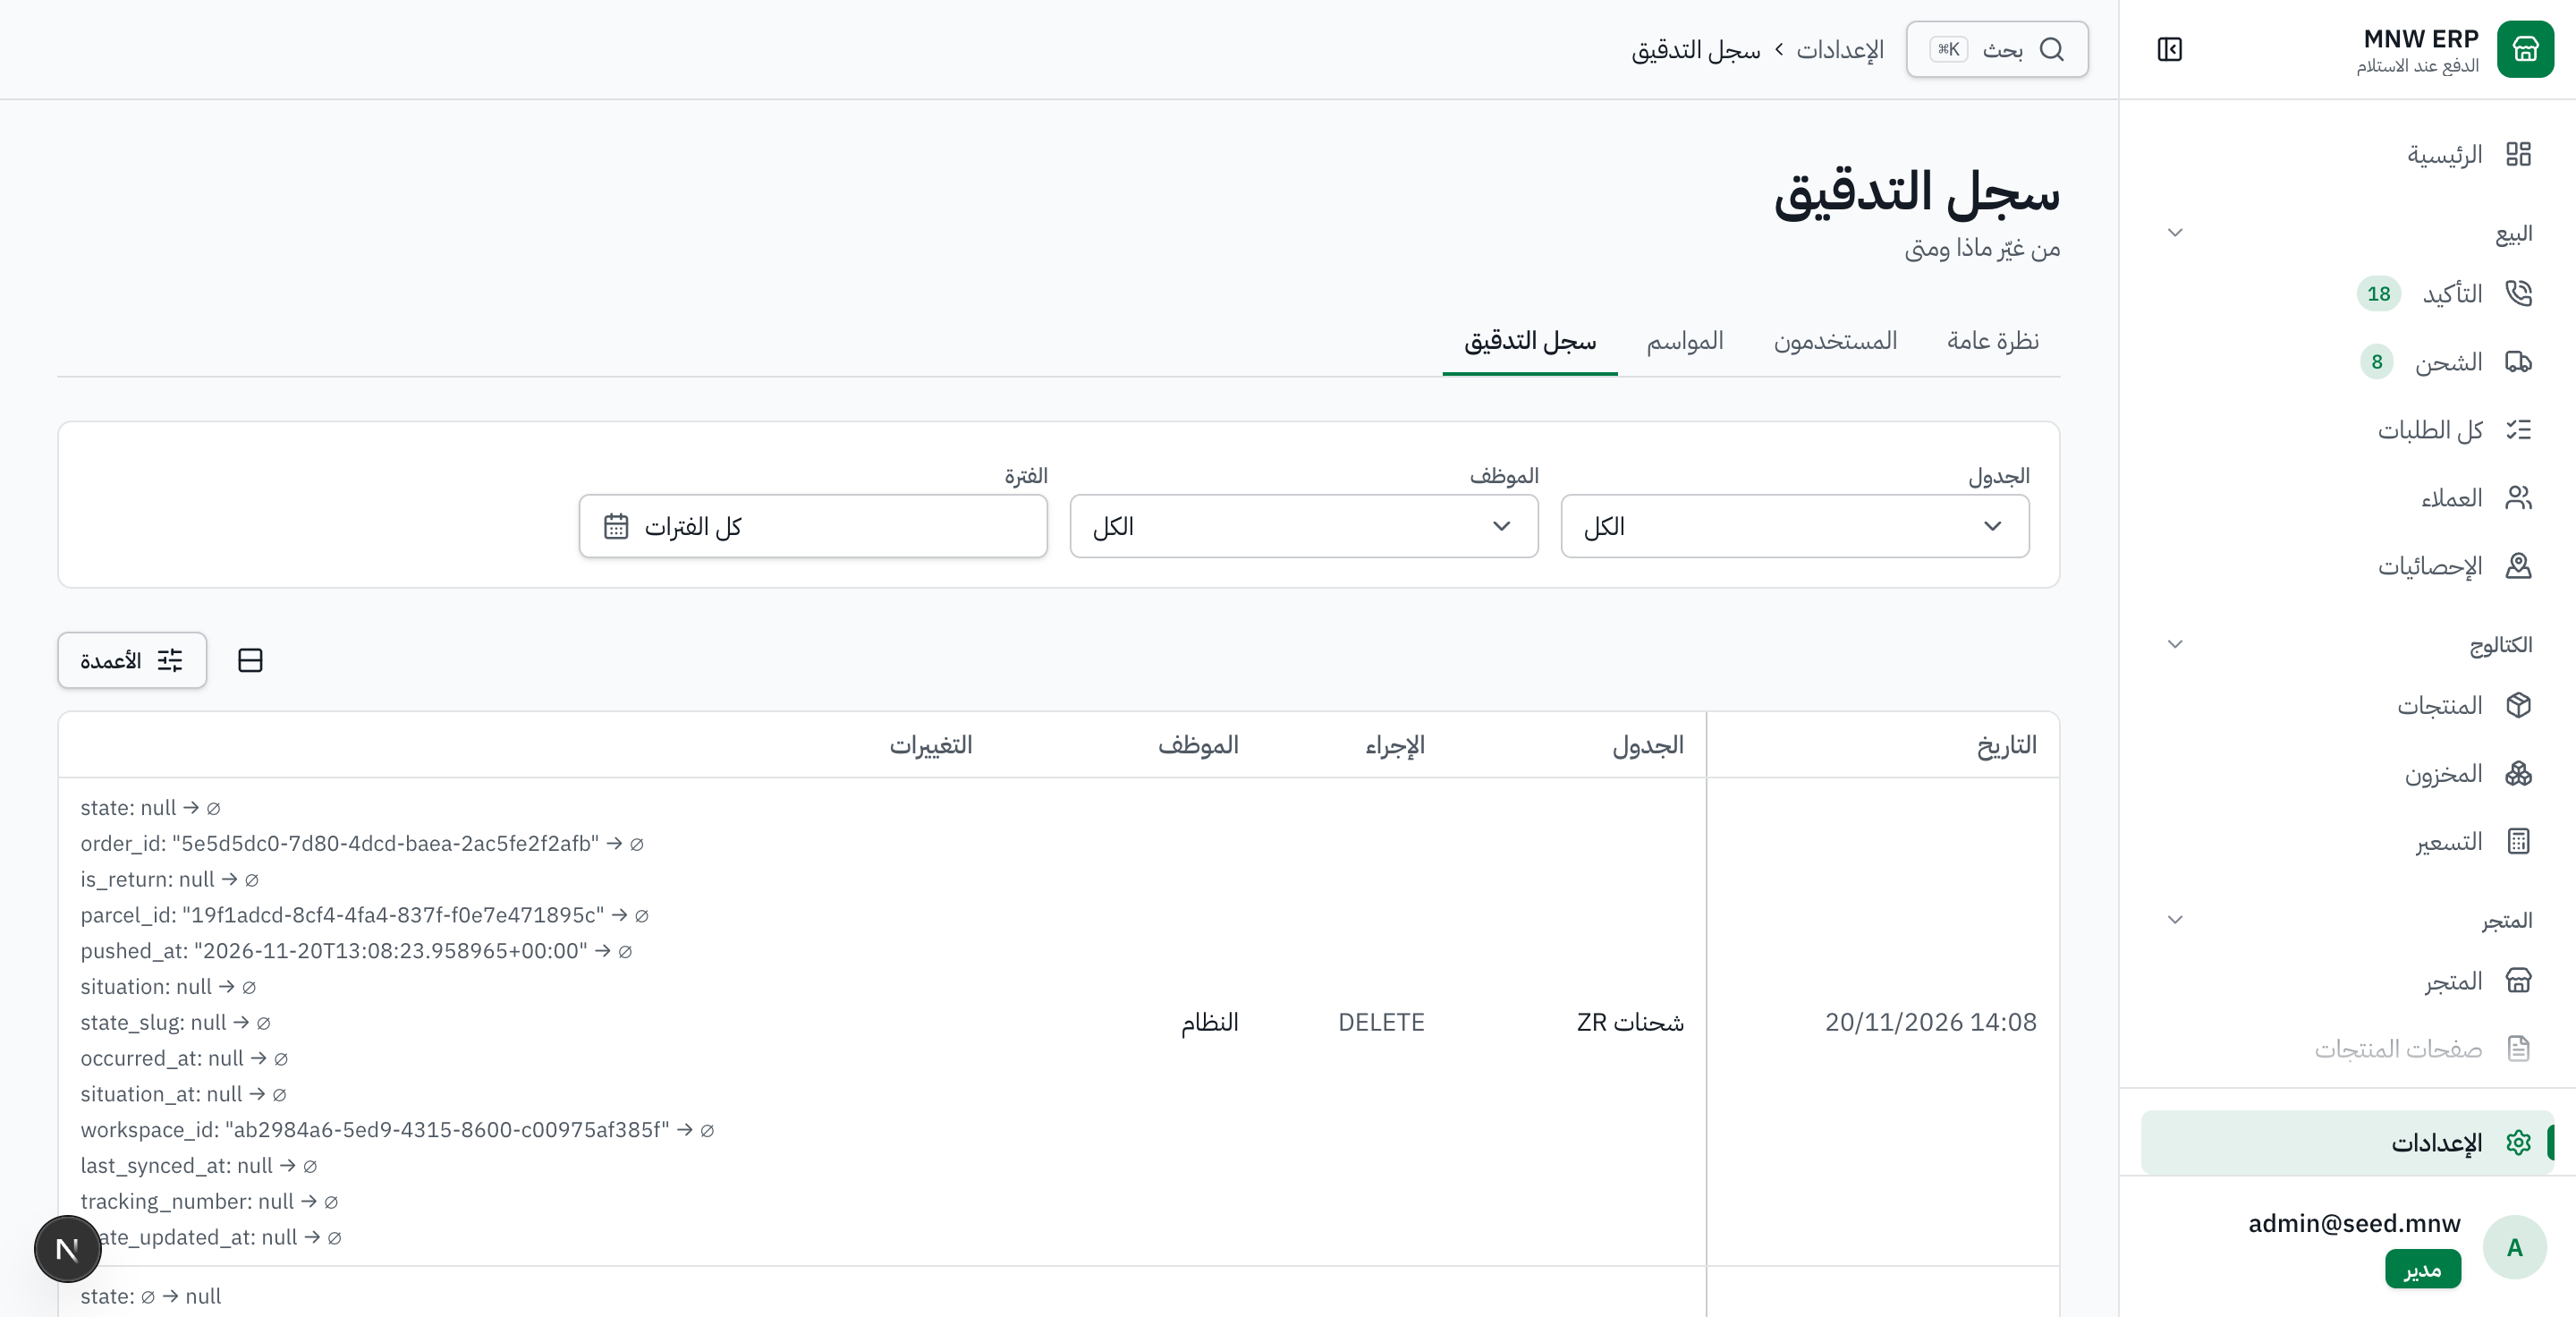 MNW ERP
الدفع عند الاستلام
الرئيسية
البيع
التأكيد 18
الشحن 8
كل الطلبات
العملاء
الإحصائيات
الكتالوج
المنتجات
المخزون
التسعير
المتجر
المتجر
صفحات المنتجات
الإعدادات
admin@seed.mnw
A
مدير
بحث ⌘K
الإعدادات › سجل التدقيق
سجل التدقيق
من غيّر ماذا ومتى
نظرة عامة المستخدمون المواسم سجل التدقيق
الجدول الموظف الفترة
الكل الكل كل الفترات
الأعمدة
التاريخ الجدول الإجراء الموظف التغييرات
20/11/2026 14:08
شحنات ZR
DELETE
النظام
state: null → ∅
order_id: "5e5d5dc0-7d80-4dcd-baea-2ac5fe2f2afb" → ∅
is_return: null → ∅
parcel_id: "19f1adcd-8cf4-4fa4-837f-f0e7e471895c" → ∅
pushed_at: "2026-11-20T13:08:23.958965+00:00" → ∅
situation: null → ∅
state_slug: null → ∅
occurred_at: null → ∅
situation_at: null → ∅
workspace_id: "ab2984a6-5ed9-4315-8600-c00975af385f" → ∅
last_synced_at: null → ∅
tracking_number: null → ∅
ate_updated_at: null → ∅
state: ∅ → null
N